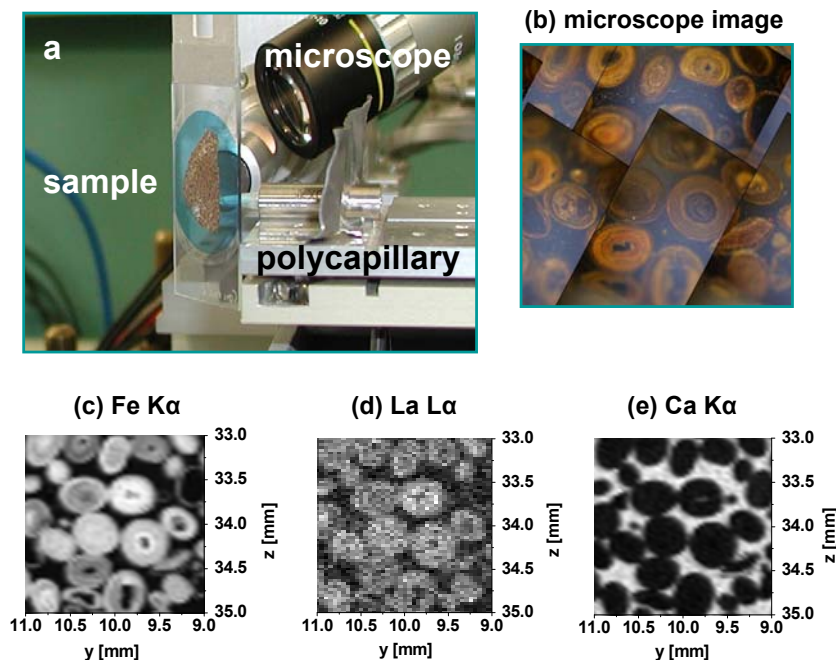 a
microscope
sample
polycapillary
(b) microscope image
(c) Fe Kα
(d) La Lα
(e) Ca Kα
33.0
33.5
34.0
34.5
35.0
z [mm]
11.0 10.5 10.0 9.5 9.0
y [mm]
33.0
33.5
34.0
34.5
35.0
z [mm]
11.0 10.5 10.0 9.5 9.0
y [mm]
33.0
33.5
34.0
34.5
35.0
z [mm]
11.0 10.5 10.0 9.5 9.0
y [mm]